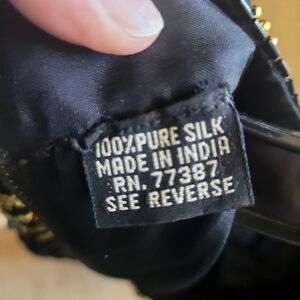 100% PURE SILK
MADE IN INDIA
RN. 77387
SEE REVERSE